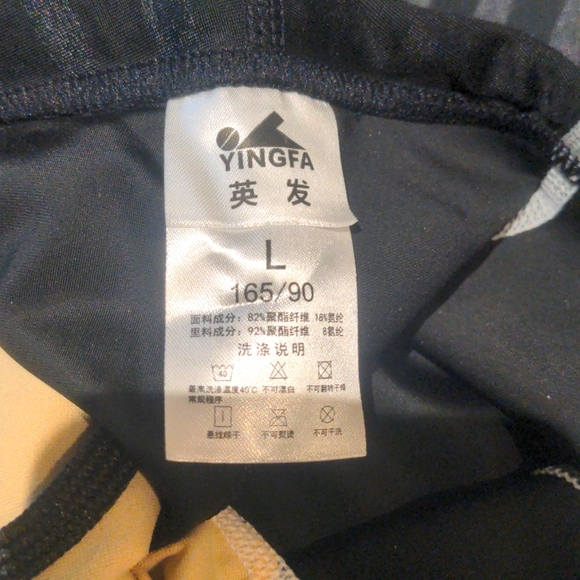 YINGFA
英 发
L
165/90
面料成分：82%聚酯纤维 18%氨纶
里料成分：92%聚酯纤维 8氨纶
洗涤说明
40
最高洗涤温度40℃ 不可漂白 不可翻转干燥
常规程序
悬挂晾干 不可熨烫 不可干洗